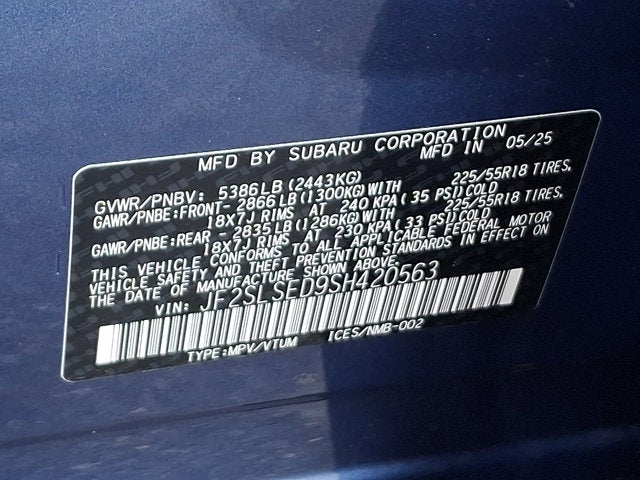 MFD BY SUBARU CORPORATION
MFD IN 05/25
GVWR/PNBV: 5386LB(2443KG)
GAWR/PNBE:FRONT-2866LB(1300KG)WITH 225/55R18 TIRES,
18X7J RIMS AT 240 KPA(35 PSI)COLD
GAWR/PNBE:REAR -2835LB(1286KG)WITH 225/55R18 TIRES,
18X7J RIMS AT 230 KPA(33 PSI)COLD
THIS VEHICLE CONFORMS TO ALL APPLICABLE FEDERAL MOTOR
VEHICLE SAFETY AND THEFT PREVENTION STANDARDS IN EFFECT ON
THE DATE OF MANUFACTURE SHOWN ABOVE.
VIN: JF2SLSED9SH420563
TYPE:MPV/VTUM ICES/NMB-002